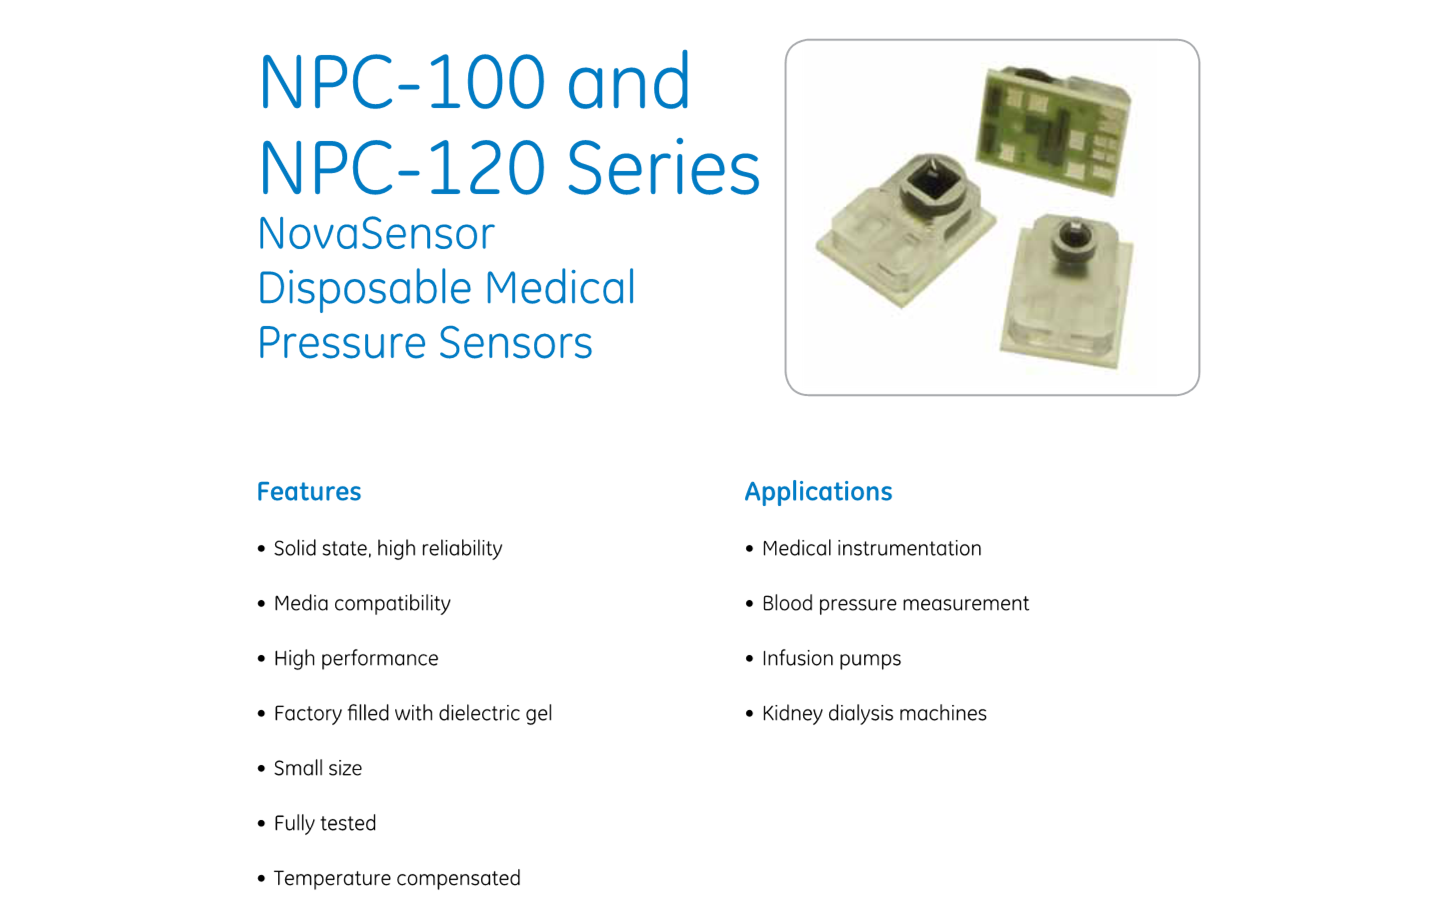 NPC-100 and
NPC-120 Series
NovaSensor
Disposable Medical
Pressure Sensors
Features
• Solid state, high reliability
• Media compatibility
• High performance
• Factory filled with dielectric gel
• Small size
• Fully tested
• Temperature compensated
Applications
• Medical instrumentation
• Blood pressure measurement
• Infusion pumps
• Kidney dialysis machines